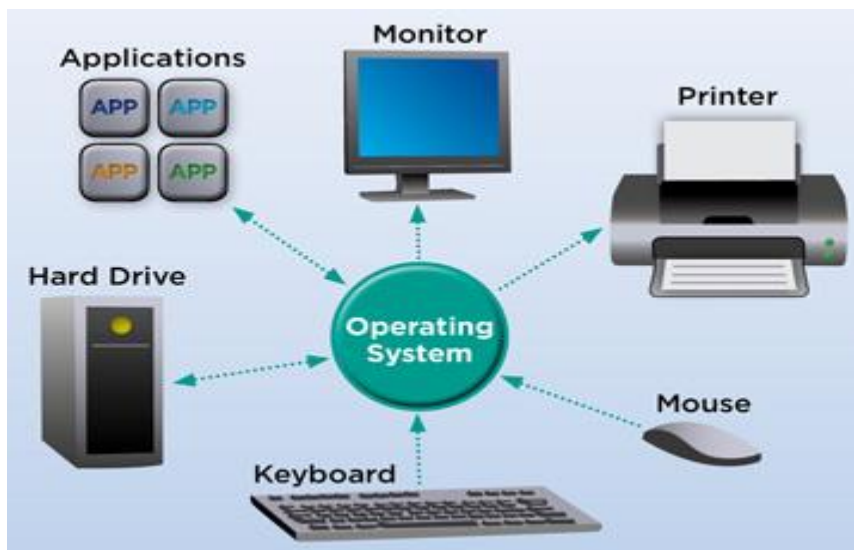 Monitor
Applications
APP APP
APP APP
Printer
Hard Drive
Operating
System
Mouse
Keyboard